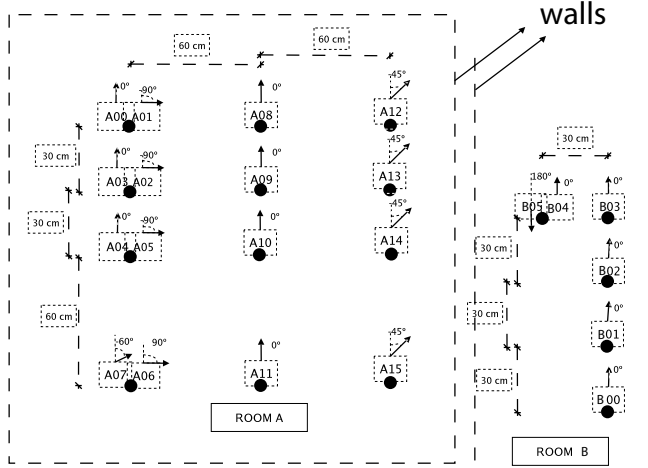 walls
60 cm
60 cm
0°
-90°
0°
-45°
A00 A01
A08
A12
30 cm
30 cm
0°
-90°
0°
-45°
180°
0°
0°
A03 A02
A09
A13
B05 B04
B03
30 cm
0°
-90°
0°
-45°
A04 A05
A10
A14
30 cm
0°
B02
60 cm
30 cm
0°
B01
-60°
90°
0°
-45°
A07 A06
A11
A15
30 cm
0°
B00
ROOM A
ROOM B